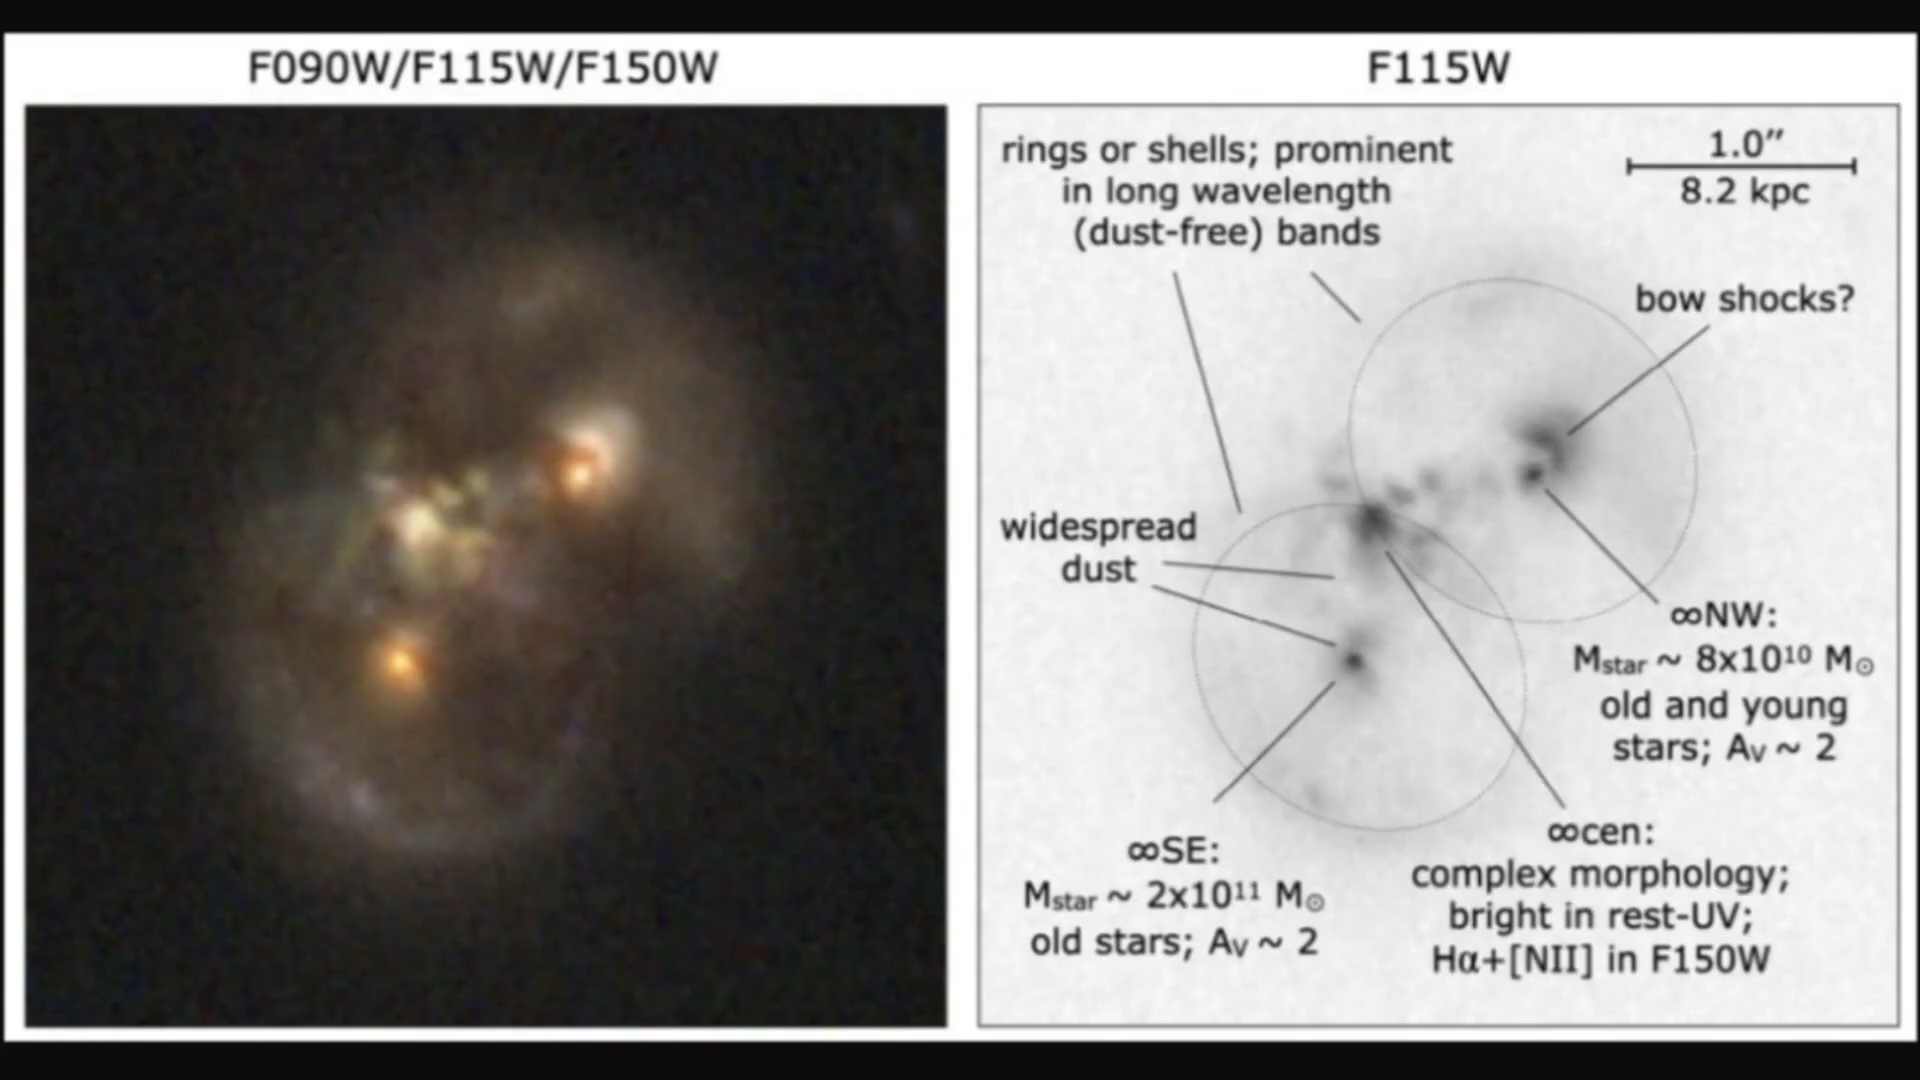 F090W/F115W/F150W
F115W
rings or shells; prominent
in long wavelength
(dust-free) bands
1.0″
8.2 kpc
bow shocks?
widespread
dust
∞NW:
Mstar ~ 8x10¹⁰ M⊙
old and young
stars; Aᵥ ~ 2
∞SE:
Mstar ~ 2x10¹¹ M⊙
old stars; Aᵥ ~ 2
∞cen:
complex morphology;
bright in rest-UV;
Hα+[NII] in F150W